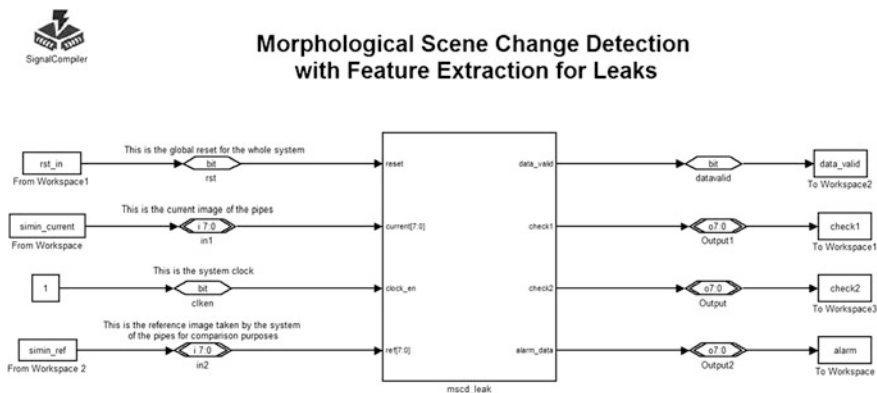 SignalCompiler
Morphological Scene Change Detection
with Feature Extraction for Leaks
This is the global reset for the whole system
rst_in
From Workspace1
bit
rst
reset
data_valid
bit
datavalid
data_valid
To Workspace2
This is the current image of the pipes
simin_current
From Workspace
i 7:0
in1
current[7:0]
check1
o7:0
Output1
check1
To Workspace1
This is the system clock
1
bit
clken
clock_en
check2
o7:0
Output
check2
To Workspace3
This is the reference image taken by the system
of the pipes for comparison purposes
simin_ref
From Workspace 2
i 7:0
in2
ref[7:0]
alarm_data
o7:0
Output2
alarm
To Workspace
mscd_leak